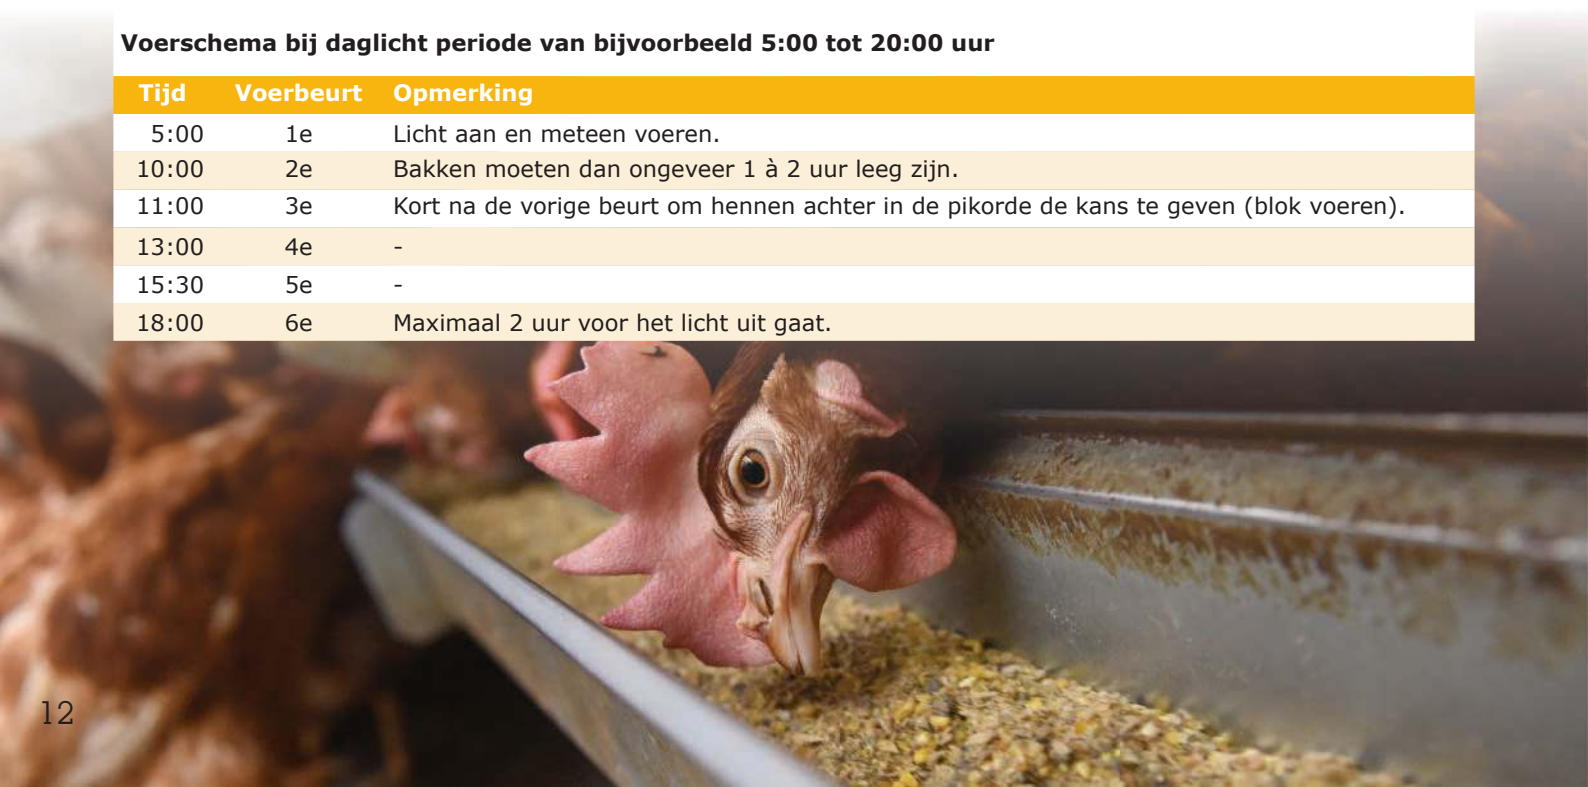 Voerschema bij daglicht periode van bijvoorbeeld 5:00 tot 20:00 uur
Tijd Voerbeurt Opmerking
5:00 1e Licht aan en meteen voeren.
10:00 2e Bakken moeten dan ongeveer 1 à 2 uur leeg zijn.
11:00 3e Kort na de vorige beurt om hennen achter in de pikorde de kans te geven (blok voeren).
13:00 4e -
15:30 5e -
18:00 6e Maximaal 2 uur voor het licht uit gaat.
12